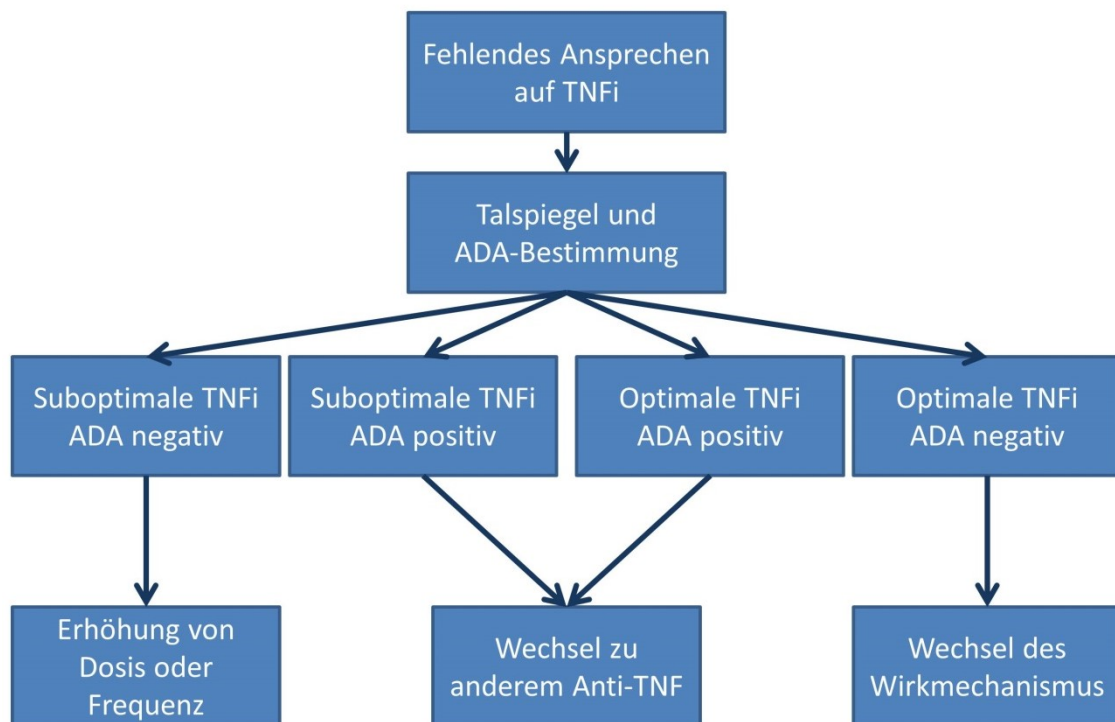 Fehlendes Ansprechen
auf TNFi
Talspiegel und
ADA-Bestimmung
Suboptimale TNFi
ADA negativ
Suboptimale TNFi
ADA positiv
Optimale TNFi
ADA positiv
Optimale TNFi
ADA negativ
Erhöhung von
Dosis oder
Frequenz
Wechsel zu
anderem Anti-TNF
Wechsel des
Wirkmechanismus